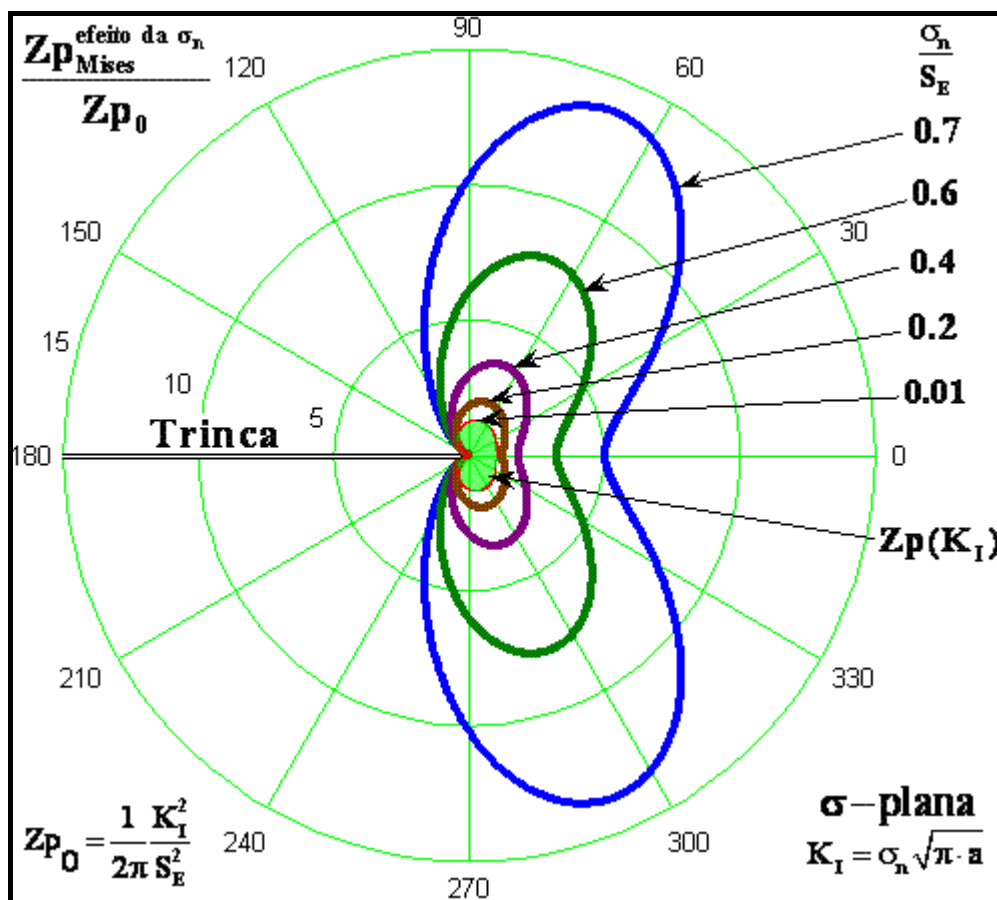 Zp Mises efeito da σn
Zp0
σn
SE
90
120
60
0.7
0.6
150
30
0.4
0.2
15
10
5
0.01
Trinca
180
0
Zp(KI)
210
330
σ-plana
Zp0 = 1/2π KI²/SE²
240
300
KI = σn√π·a
270